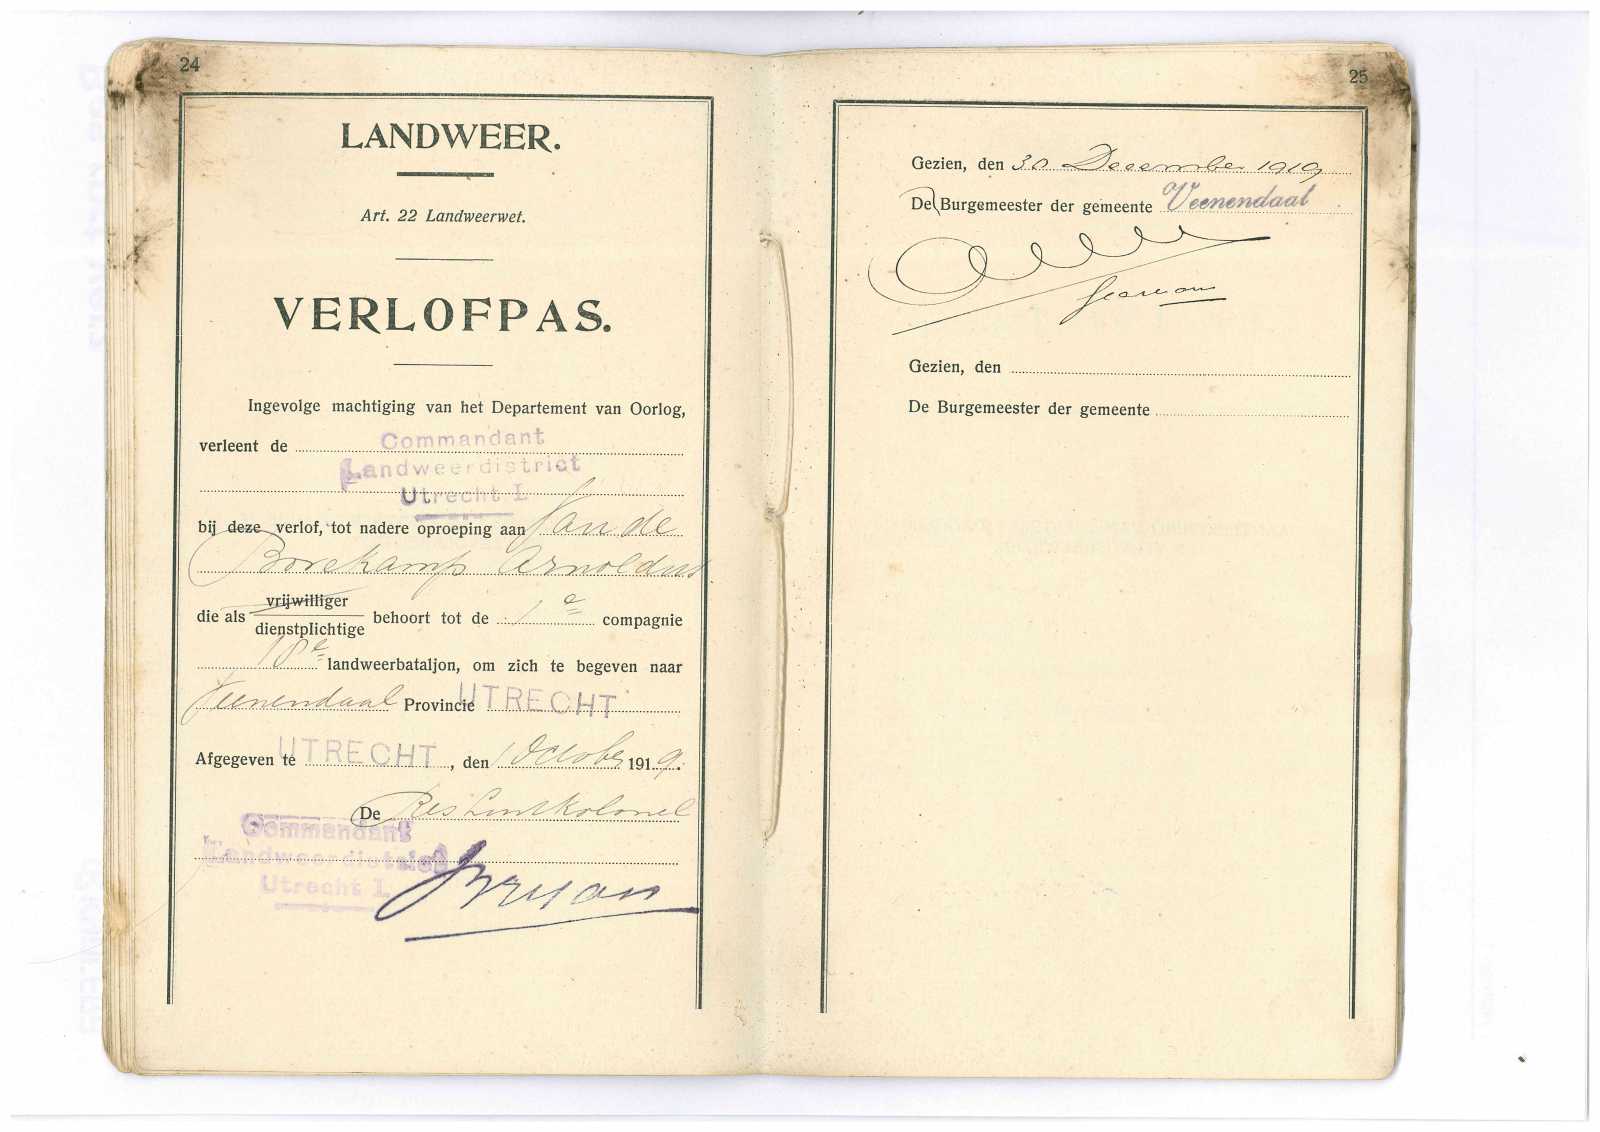 24
LANDWEER.
Art. 22 Landweerwet.
VERLOFPAS.
Ingevolge machtiging van het Departement van Oorlog,
verleent de Commandant
Landweerdistrict
Utrecht I
bij deze verlof, tot nadere oproeping aan Van de
Bovekamp Arnoldus
die als vrijwilliger
dienstplichtige behoort tot de 1e compagnie
18e landweerbataljon, om zich te begeven naar
Veenendaal Provincie UTRECHT
Afgegeven te UTRECHT, den 1 October 1919.
De Res Luitkolonel
Commandant
Landweerdistrict
Utrecht I
25
Gezien, den 30 December 1919
De Burgemeester der gemeente Veenendaal
Gezien, den
De Burgemeester der gemeente